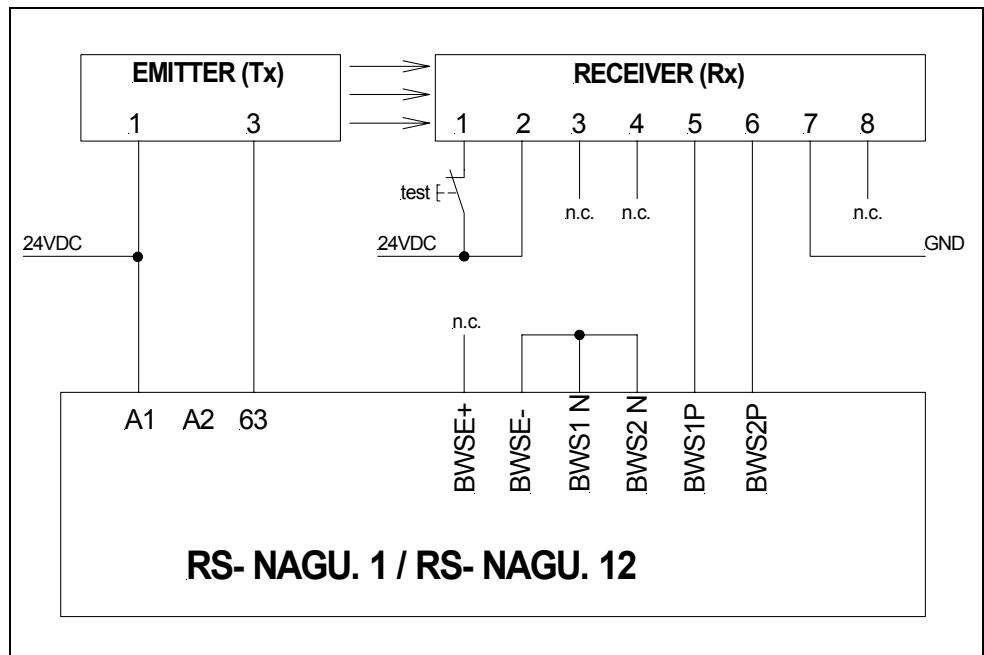 EMITTER (Tx)
RECEIVER (Rx)
1 3
1 2 3 4 5 6 7 8
test
n.c. n.c. n.c.
24VDC 24VDC GND
n.c.
A1 A2 63
BWSE+
BWSE-
BWS1 N
BWS2 N
BWS1P
BWS2P
RS- NAGU. 1 / RS- NAGU. 12